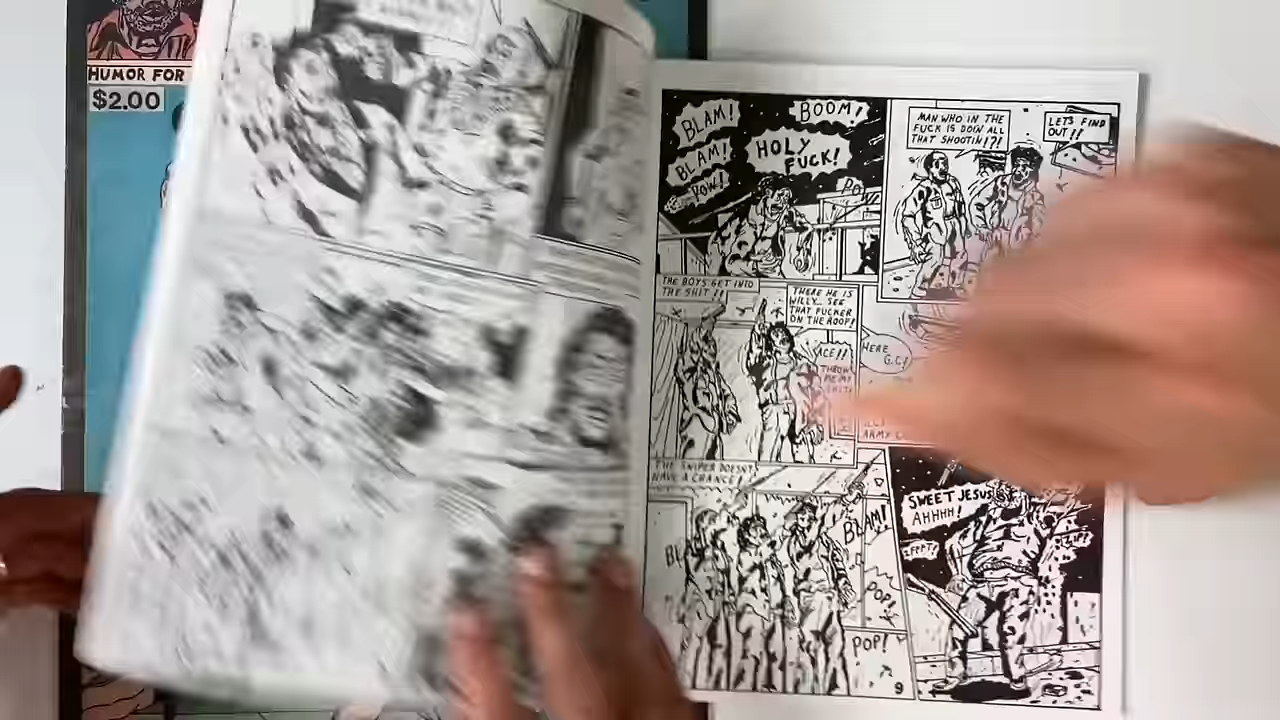 HUMOR FOR
$2.00
BLAM!
BOOM!
HOLY
FUCK!
BLAM!
POW!
MAN WHO IN THE
FUCK IS DOIN' ALL
THAT SHOOTIN'!?!
LETS FIND
OUT!!
THE BOYS GET INTO
THE SHIT!!
THERE HE IS
WILLY... SEE
THAT FUCKER
ON THE ROOF!
HERE
G.C.!
THE SNIPER DOESN'T
HAVE A CHANCE!
BLAM!
POP!
POP!
SWEET JESUS
AHHHH!
9